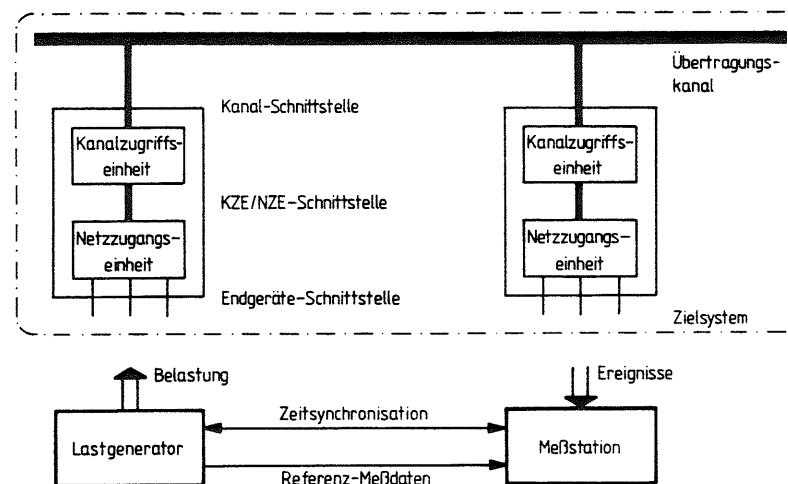 Übertragungs-
kanal
Kanal-Schnittstelle
Kanalzugriffs-
einheit
Kanalzugriffs-
einheit
KZE/NZE-Schnittstelle
Netzzugangs-
einheit
Netzzugangs-
einheit
Endgeräte-Schnittstelle
Zielsystem
Belastung
Ereignisse
Zeitsynchronisation
Lastgenerator
Meßstation
Referenz-Meßdaten